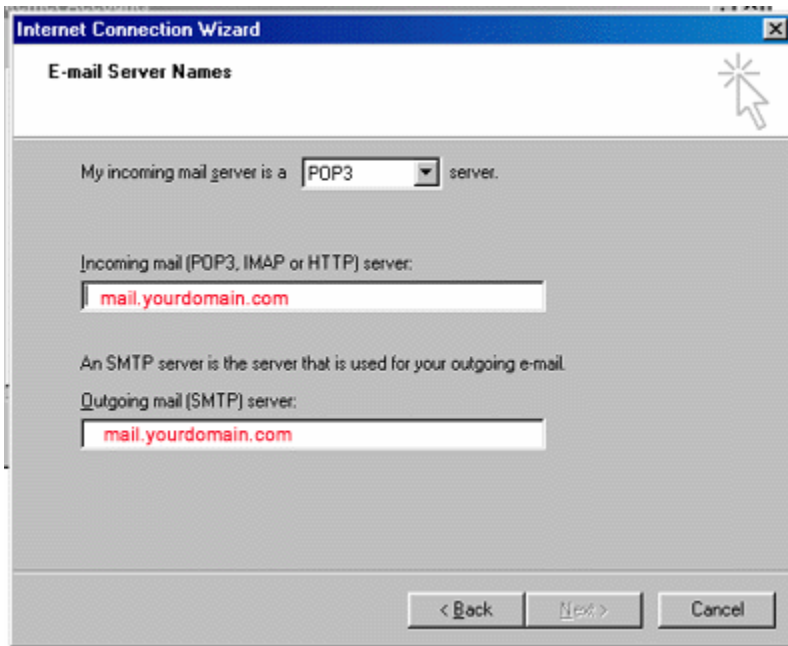 Internet Connection Wizard
E-mail Server Names
My incoming mail server is a POP3 server.
Incoming mail (POP3, IMAP or HTTP) server:
mail.yourdomain.com
An SMTP server is the server that is used for your outgoing e-mail.
Outgoing mail (SMTP) server:
mail.yourdomain.com
< Back Next > Cancel